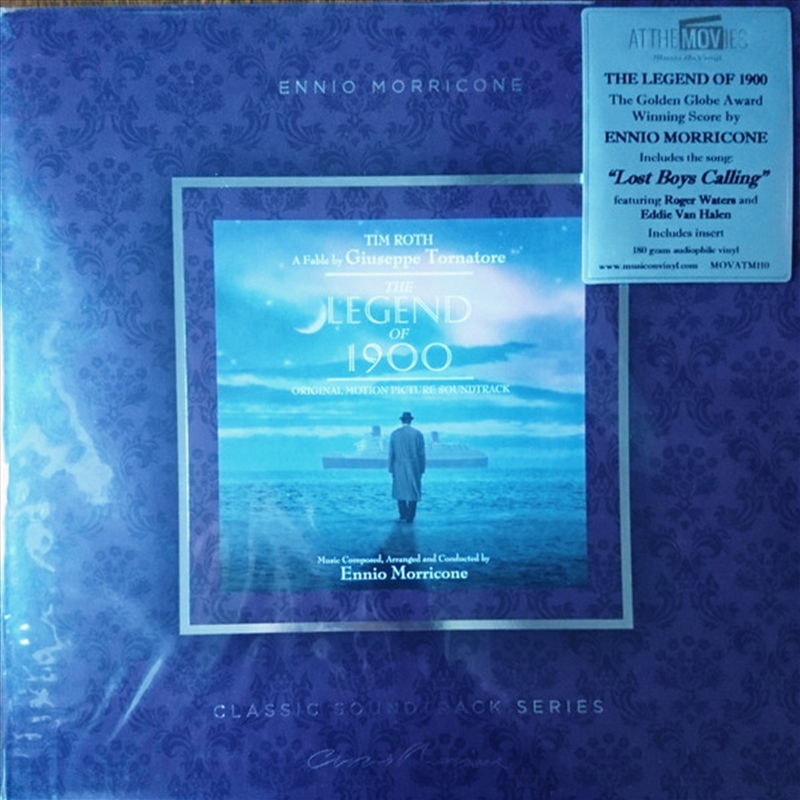 ENNIO MORRICONE
AT THE MOVIES
THE LEGEND OF 1900
The Golden Globe Award
Winning Score by
ENNIO MORRICONE
Includes the song:
"Lost Boys Calling"
featuring Roger Waters and
Eddie Van Halen
Includes insert
180 gram audiophile vinyl
www.musiconvinyl.com MOVATM110
TIM ROTH
A Fable by Giuseppe Tornatore
THE
LEGEND
OF
1900
ORIGINAL MOTION PICTURE SOUNDTRACK
Music Composed, Arranged and Conducted by
Ennio Morricone
CLASSIC SOUNDTRACK SERIES